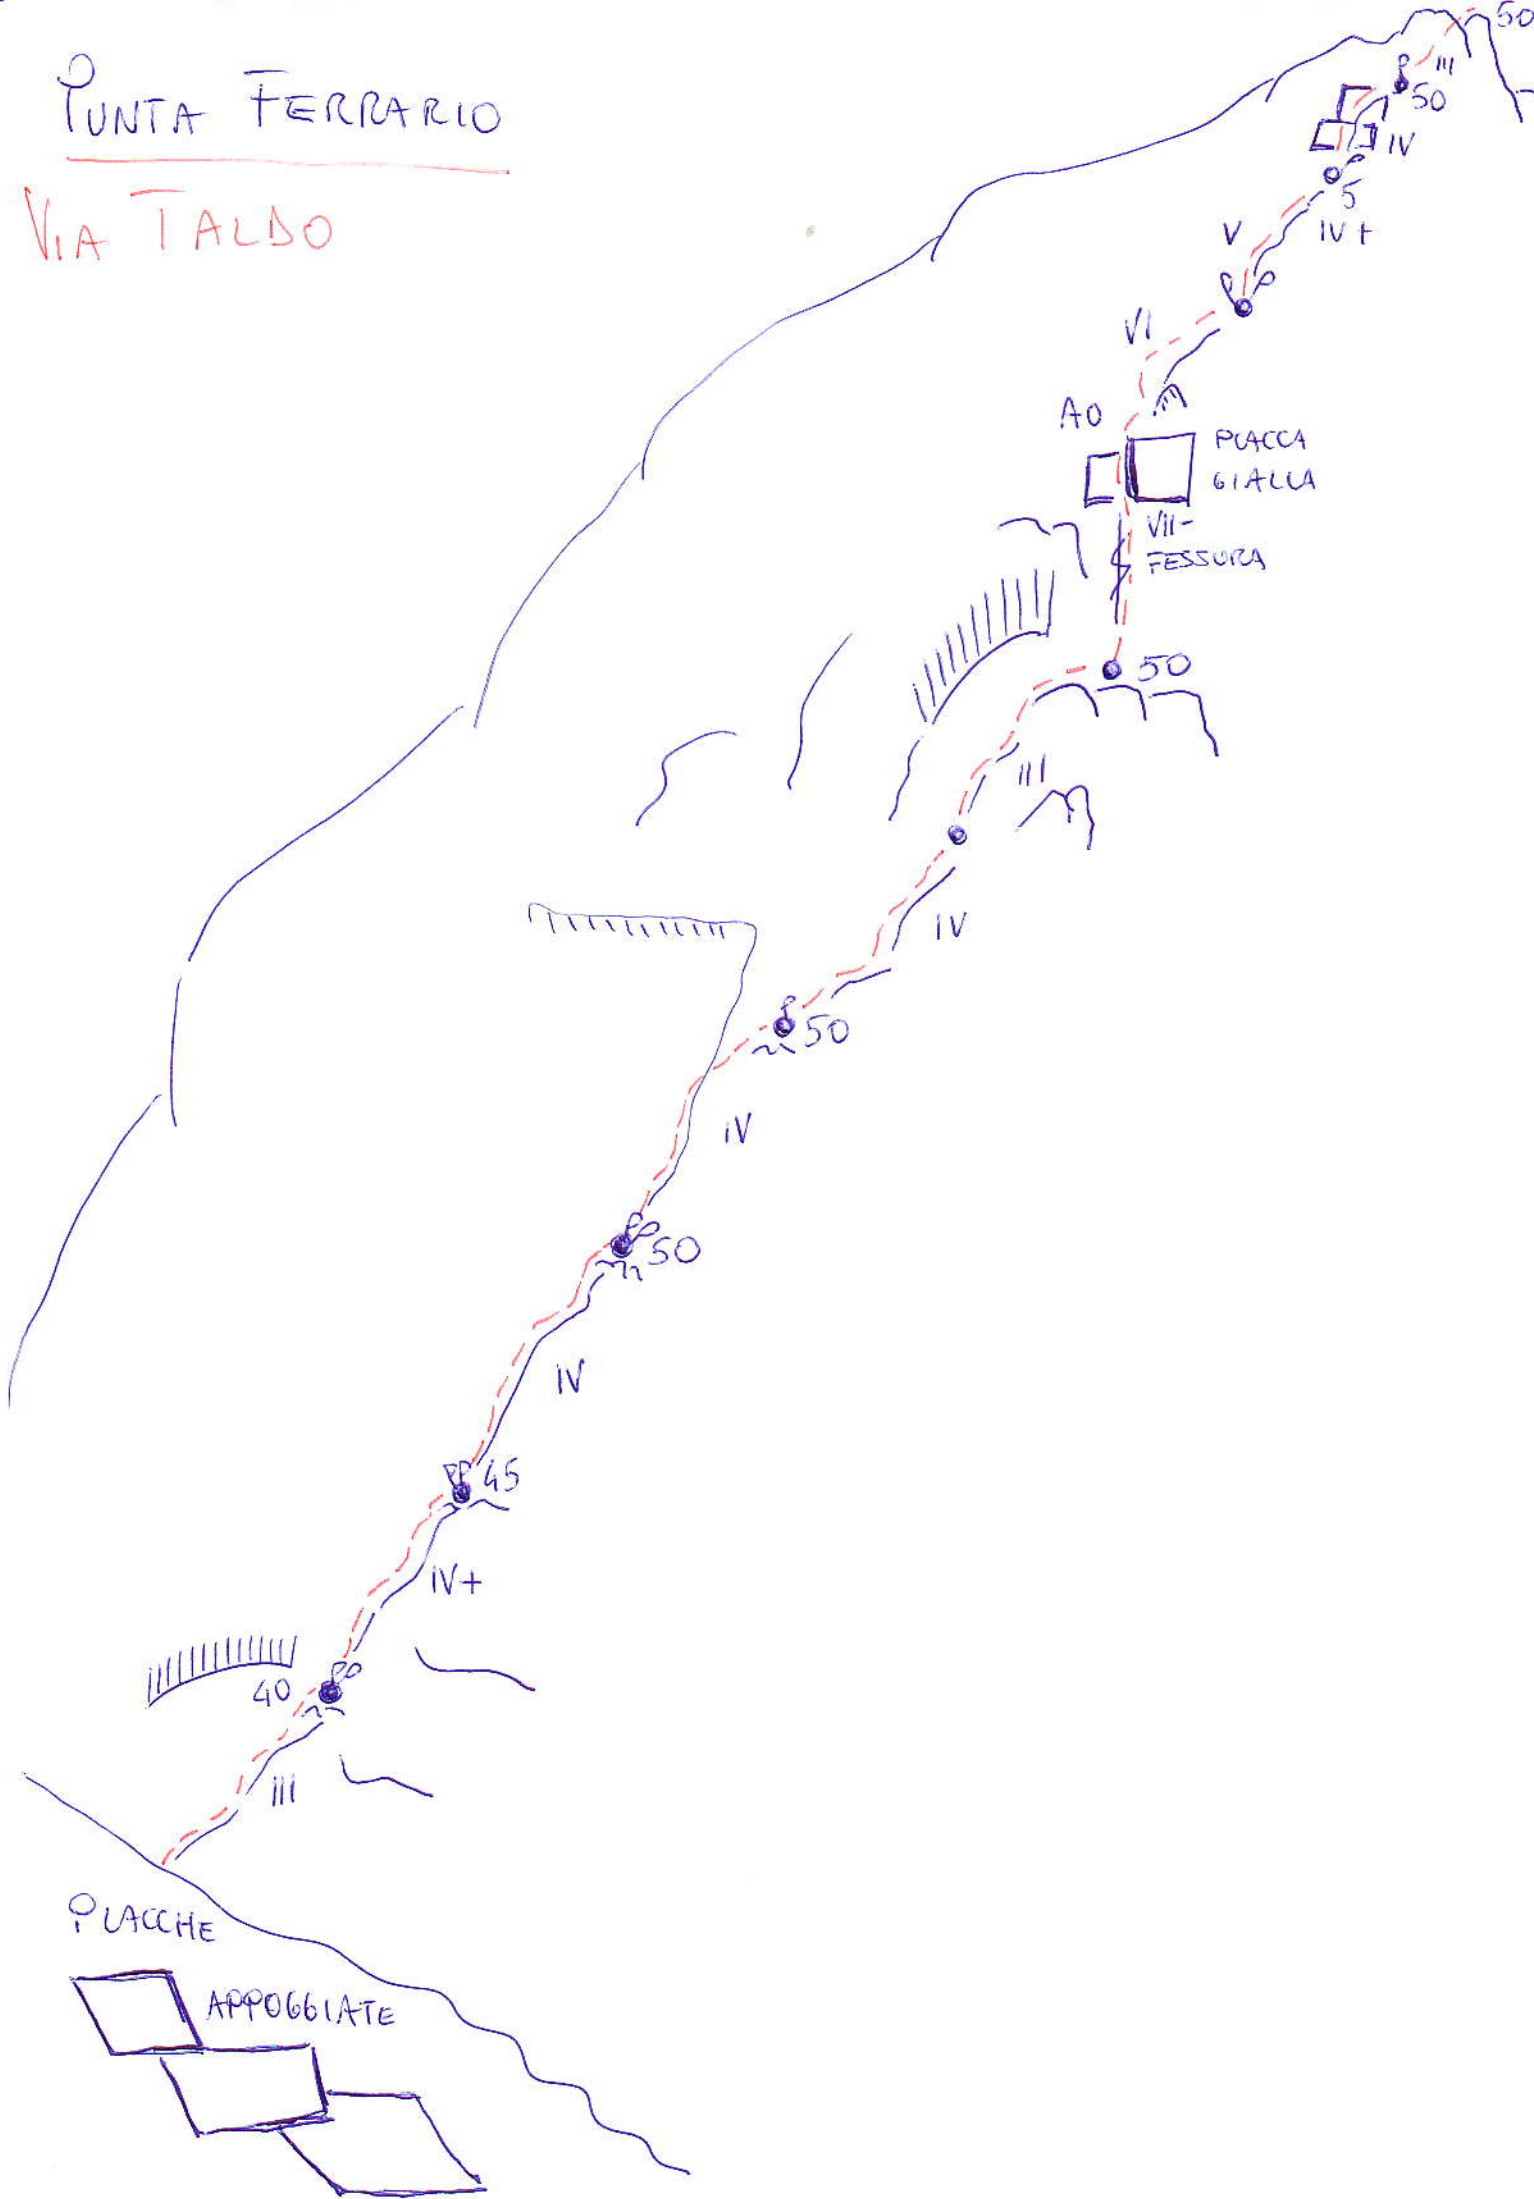 PUNTA FERRARIO
VIA TALDO
50
III
50
IV
5
IV+
V
VI
A0
PLACCA
GIALLA
VII-
FESSURA
50
III
IV
50
IV
50
IV
45
IV+
40
III
PLACCHE
APPOGGIATE